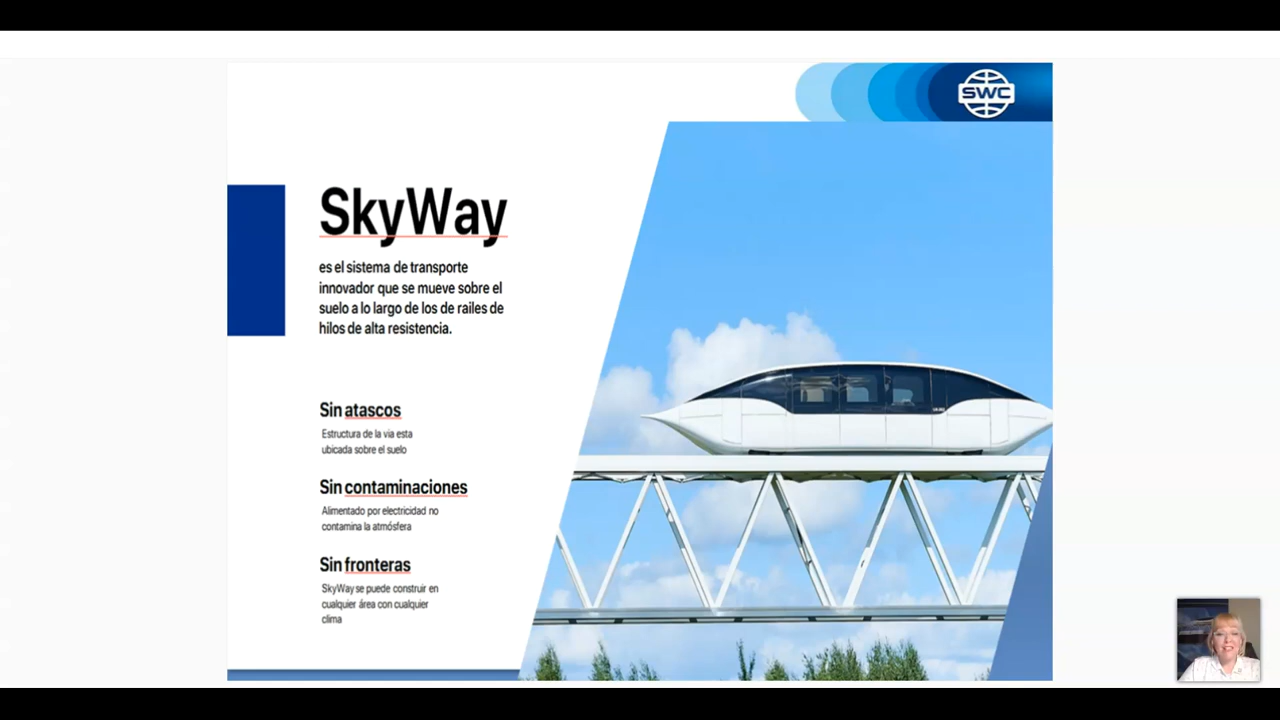 SWC
SkyWay
es el sistema de transporte
innovador que se mueve sobre el
suelo a lo largo de los de railes de
hilos de alta resistencia.
Sin atascos
Estructura de la via esta
ubicada sobre el suelo
Sin contaminaciones
Alimentado por electricidad no
contamina la atmósfera
Sin fronteras
SkyWay se puede construir en
cualquier área con cualquier
clima